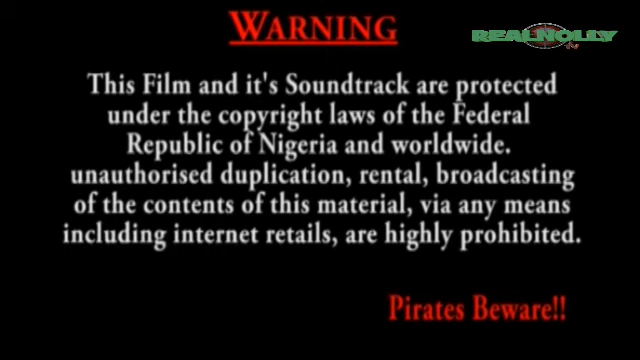 WARNING
REALNOLLY
tv
This Film and it's Soundtrack are protected
under the copyright laws of the Federal
Republic of Nigeria and worldwide.
unauthorised duplication, rental, broadcasting
of the contents of this material, via any means
including internet retails, are highly prohibited.
Pirates Beware!!